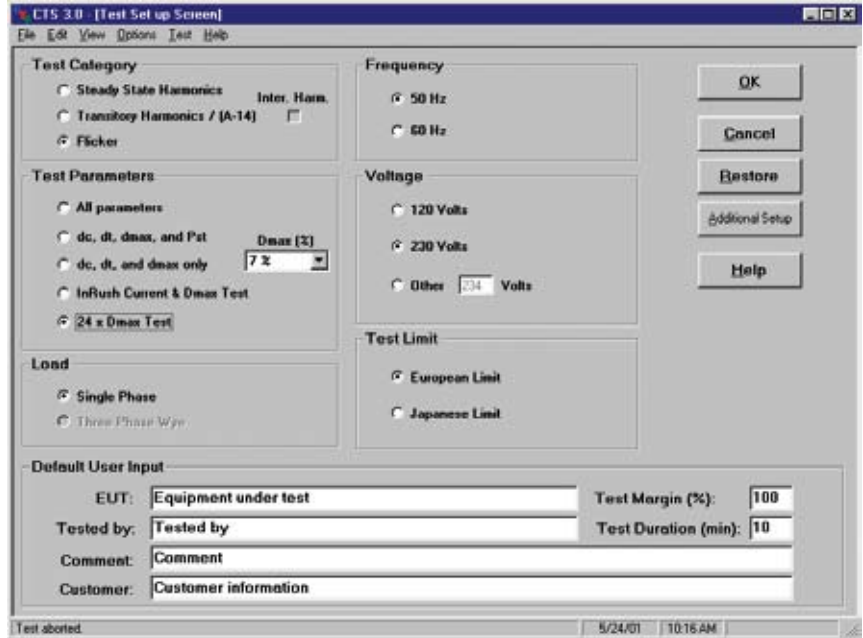 CTS 3.0 - [Test Set up Screen]
File Edit View Options Test Help
Test Category
Steady State Harmonics
Inter. Harm.
Transitory Harmonics / (A-14)
Flicker
Test Parameters
All parameters
dc, dt, dmax, and Pst
Dmax (%)
dc, dt, and dmax only
7 %
InRush Current & Dmax Test
24 x Dmax Test
Load
Single Phase
Three Phase Wye
Frequency
50 Hz
60 Hz
Voltage
120 Volts
230 Volts
Other 234 Volts
Test Limit
European Limit
Japanese Limit
OK
Cancel
Restore
Additional Setup
Help
Default User Input
EUT: Equipment under test
Test Margin (%): 100
Tested by: Tested by
Test Duration (min): 10
Comment: Comment
Customer: Customer information
Test aborted.
5/24/01 10:16 AM